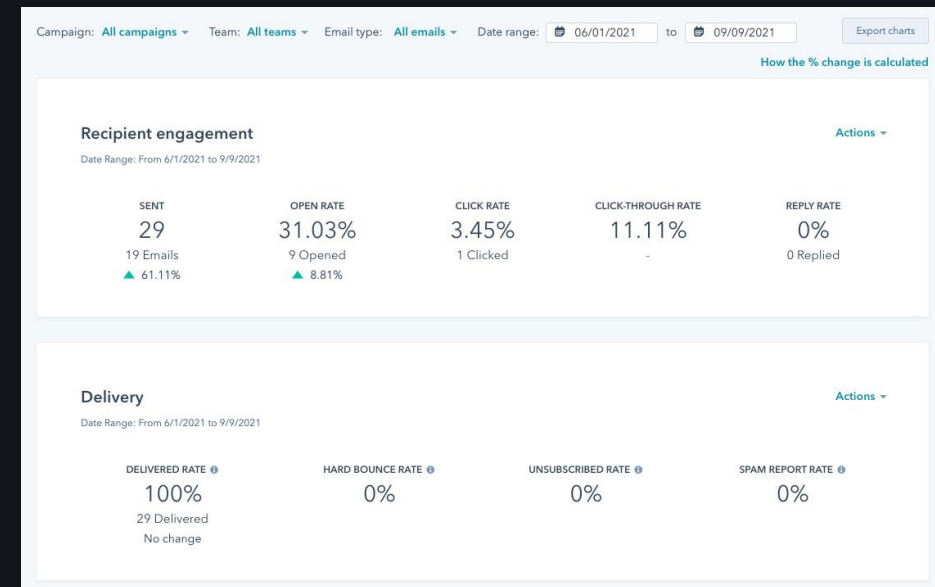 Campaign: All campaigns Team: All teams Email type: All emails Date range: 06/01/2021 to 09/09/2021 Export charts
How the % change is calculated
Recipient engagement Actions
Date Range: From 6/1/2021 to 9/9/2021
SENT OPEN RATE CLICK RATE CLICK-THROUGH RATE REPLY RATE
29 31.03% 3.45% 11.11% 0%
19 Emails 9 Opened 1 Clicked - 0 Replied
▲ 61.11% ▲ 8.81%
Delivery Actions
Date Range: From 6/1/2021 to 9/9/2021
DELIVERED RATE HARD BOUNCE RATE UNSUBSCRIBED RATE SPAM REPORT RATE
100% 0% 0% 0%
29 Delivered
No change